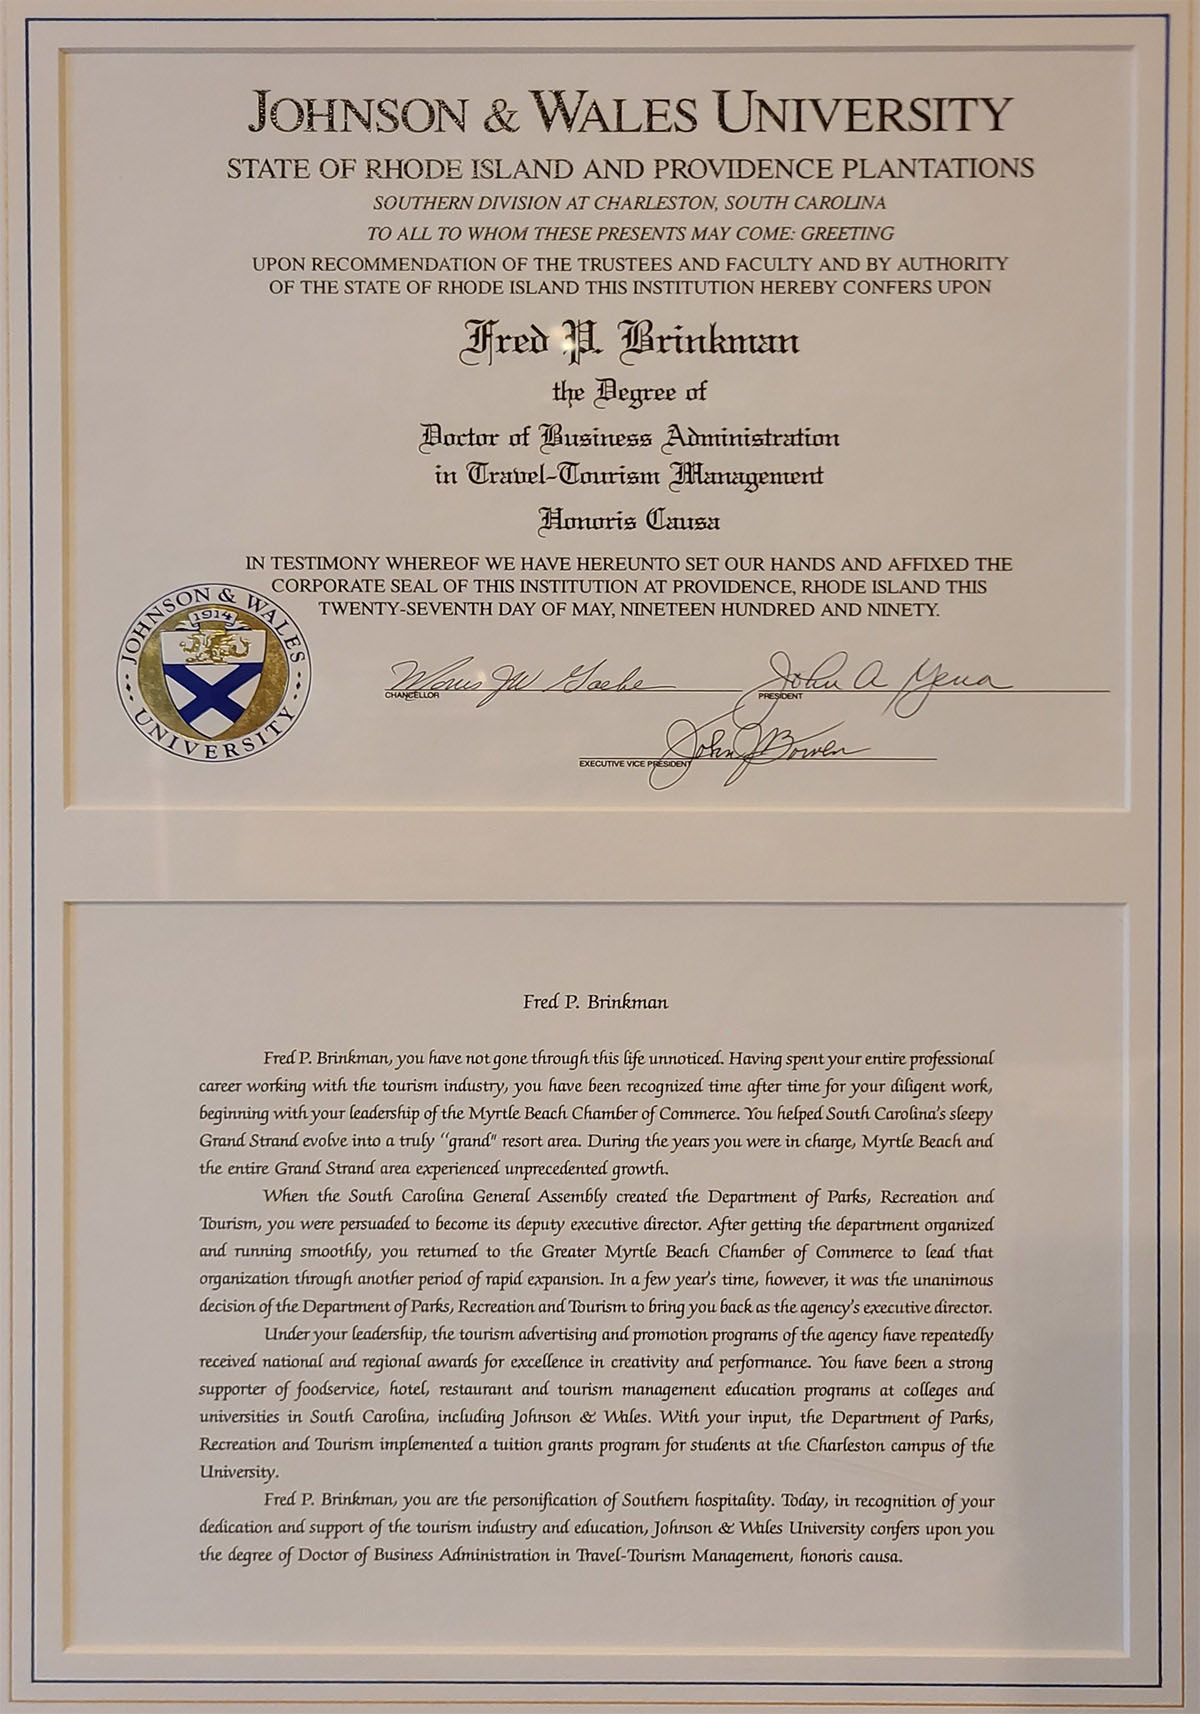 JOHNSON & WALES UNIVERSITY
STATE OF RHODE ISLAND AND PROVIDENCE PLANTATIONS
SOUTHERN DIVISION AT CHARLESTON, SOUTH CAROLINA
TO ALL TO WHOM THESE PRESENTS MAY COME: GREETING
UPON RECOMMENDATION OF THE TRUSTEES AND FACULTY AND BY AUTHORITY
OF THE STATE OF RHODE ISLAND THIS INSTITUTION HEREBY CONFERS UPON
Fred P. Brinkman
the Degree of
Doctor of Business Administration
in Travel-Tourism Management
Honoris Causa
IN TESTIMONY WHEREOF WE HAVE HEREUNTO SET OUR HANDS AND AFFIXED THE
CORPORATE SEAL OF THIS INSTITUTION AT PROVIDENCE, RHODE ISLAND THIS
TWENTY-SEVENTH DAY OF MAY, NINETEEN HUNDRED AND NINETY.
JOHNSON & WALES
1914
UNIVERSITY
CHANCELLOR
John A Yena
PRESIDENT
John J Bowen
EXECUTIVE VICE PRESIDENT
Fred P. Brinkman
Fred P. Brinkman, you have not gone through this life unnoticed. Having spent your entire professional
career working with the tourism industry, you have been recognized time after time for your diligent work,
beginning with your leadership of the Myrtle Beach Chamber of Commerce. You helped South Carolina's sleepy
Grand Strand evolve into a truly "grand" resort area. During the years you were in charge, Myrtle Beach and
the entire Grand Strand area experienced unprecedented growth.
When the South Carolina General Assembly created the Department of Parks, Recreation and
Tourism, you were persuaded to become its deputy executive director. After getting the department organized
and running smoothly, you returned to the Greater Myrtle Beach Chamber of Commerce to lead that
organization through another period of rapid expansion. In a few year's time, however, it was the unanimous
decision of the Department of Parks, Recreation and Tourism to bring you back as the agency's executive director.
Under your leadership, the tourism advertising and promotion programs of the agency have repeatedly
received national and regional awards for excellence in creativity and performance. You have been a strong
supporter of foodservice, hotel, restaurant and tourism management education programs at colleges and
universities in South Carolina, including Johnson & Wales. With your input, the Department of Parks,
Recreation and Tourism implemented a tuition grants program for students at the Charleston campus of the
University.
Fred P. Brinkman, you are the personification of Southern hospitality. Today, in recognition of your
dedication and support of the tourism industry and education, Johnson & Wales University confers upon you
the degree of Doctor of Business Administration in Travel-Tourism Management, honoris causa.